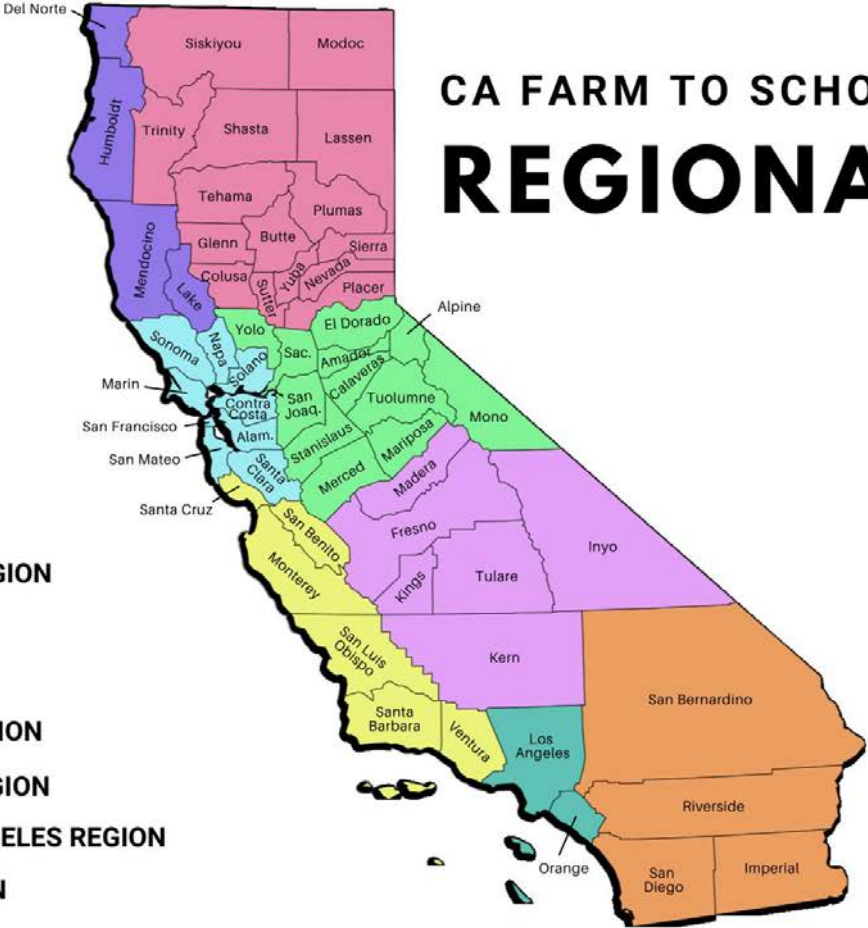 Del Norte
CA FARM TO SCHO
REGIONA
Siskiyou
Modoc
Humboldt
Trinity
Shasta
Lassen
Tehama
Plumas
Mendocino
Glenn
Butte
Sierra
Lake
Colusa
Sutter
Yuba
Nevada
Placer
Alpine
Sonoma
Napa
Yolo
Solano
Sac.
El Dorado
Amador
Calaveras
Marin
Contra
Costa
San
Joaq.
Tuolumne
Mono
San Francisco
Alam.
Stanislaus
Mariposa
San Mateo
Santa
Clara
Merced
Madera
Santa Cruz
San Benito
Fresno
Inyo
GION
Monterey
Kings
Tulare
San Luis
Obispo
Kern
San Bernardino
ION
Santa
Barbara
Ventura
Los
Angeles
GION
Riverside
ELES REGION
Orange
San
Diego
Imperial
N